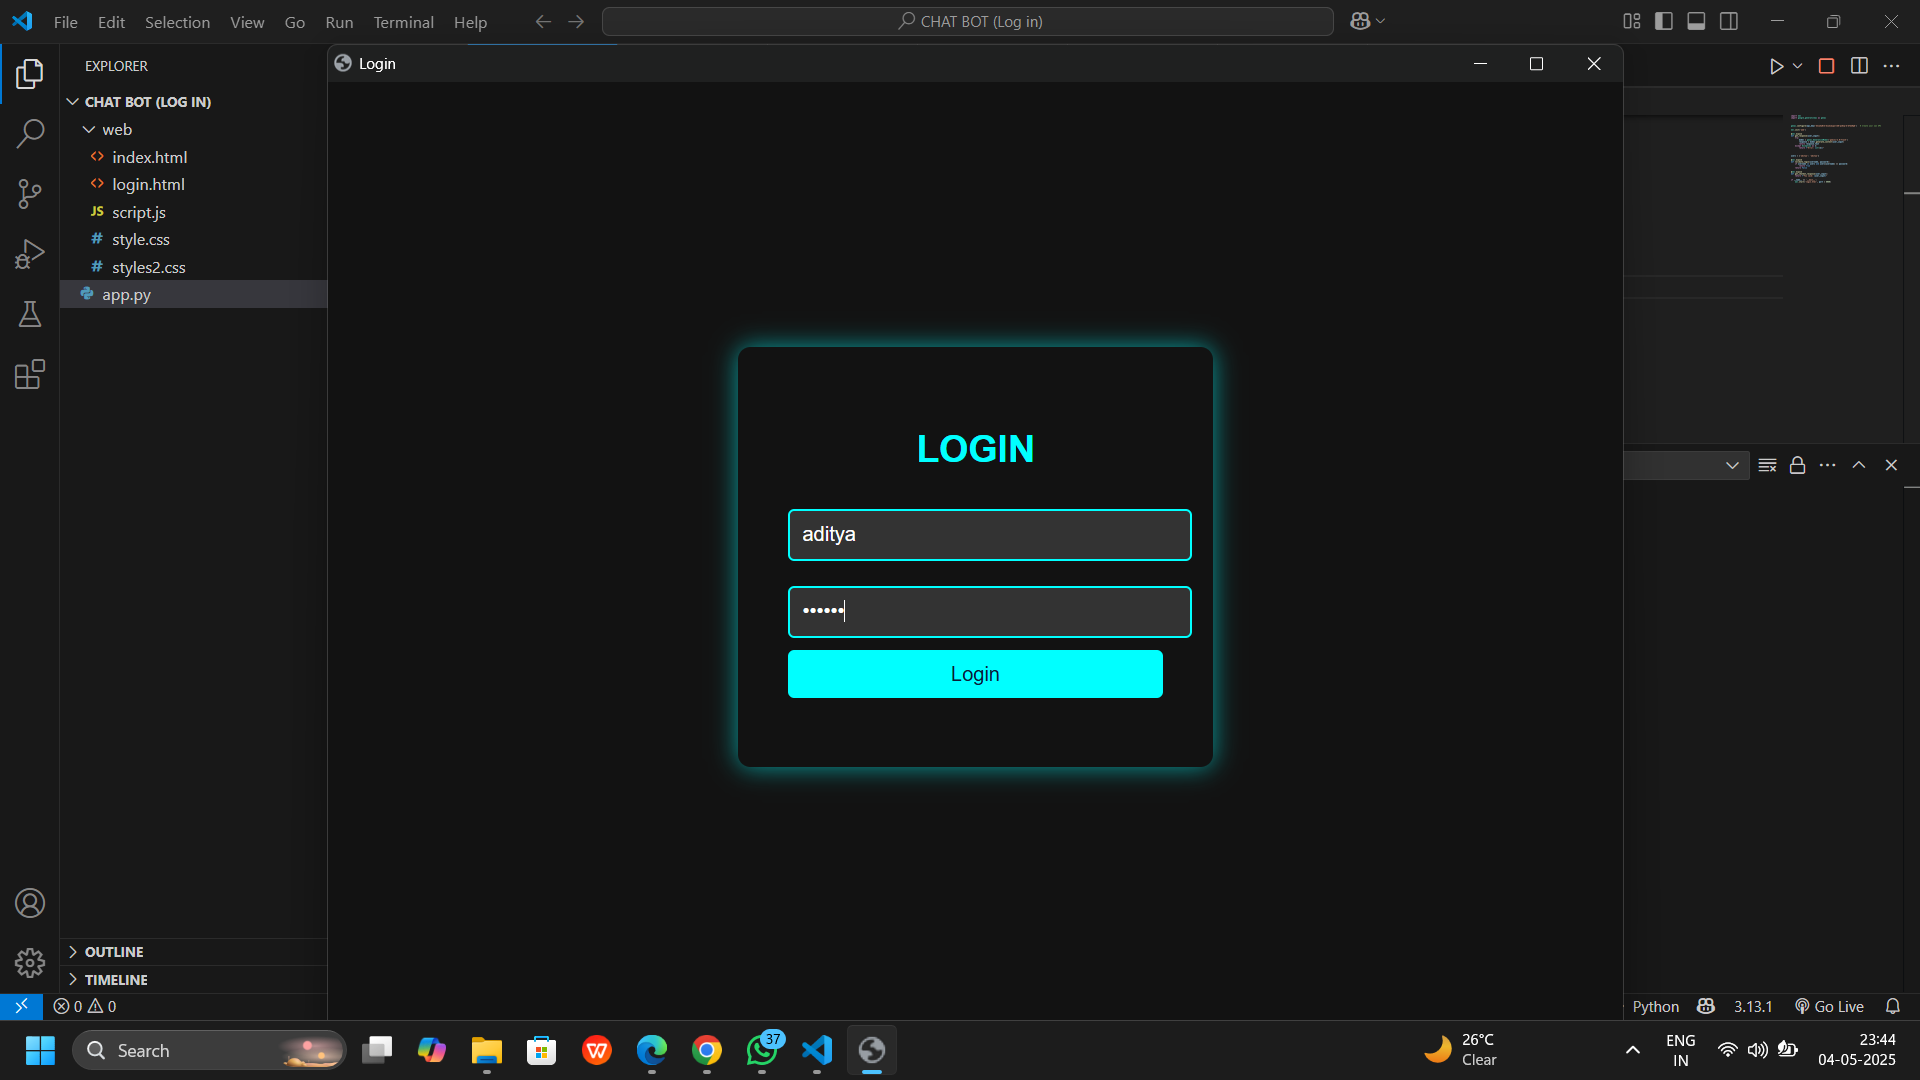 File Edit Selection View Go Run Terminal Help
CHAT BOT (Log in)
EXPLORER
CHAT BOT (LOG IN)
web
<> index.html
<> login.html
JS script.js
# style.css
# styles2.css
app.py
Login
LOGIN
aditya
••••••
Login
OUTLINE
TIMELINE
0 0
Python 3.13.1 Go Live
Search
37
26°C
Clear
ENG
IN
23:44
04-05-2025